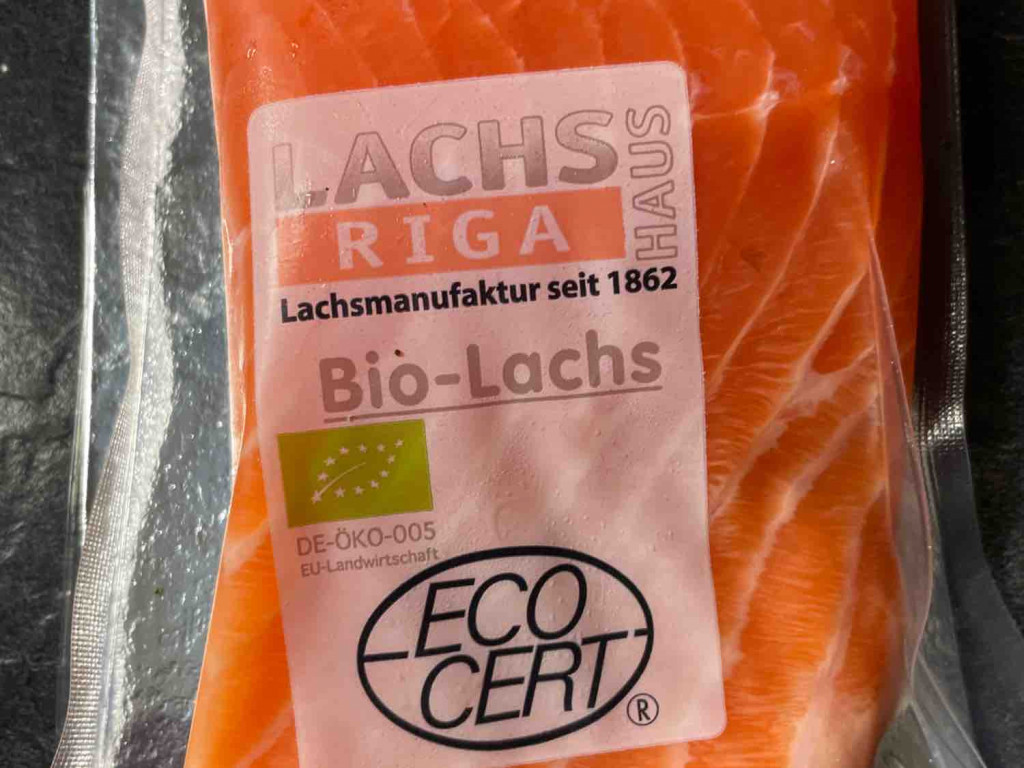 LACHS
HAUS
RIGA
Lachsmanufaktur seit 1862
Bio-Lachs
DE-ÖKO-005
EU-Landwirtschaft
ECO
CERT
®